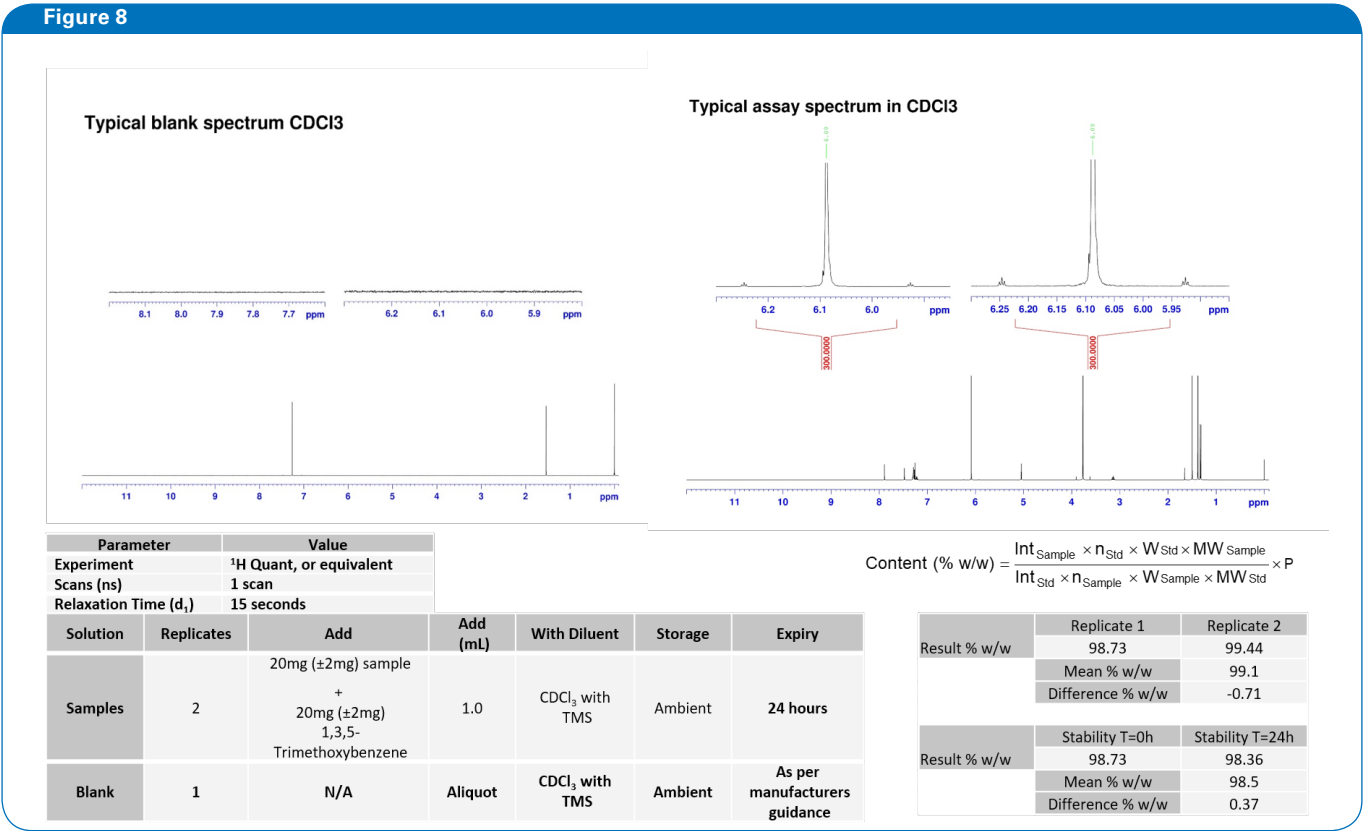 Figure 8
Typical blank spectrum CDCl3
8.1 8.0 7.9 7.8 7.7 ppm
6.2 6.1 6.0 5.9 ppm
11 10 9 8 7 6 5 4 3 2 1 ppm
Typical assay spectrum in CDCl3
6.09
6.09
6.2 6.1 6.0 ppm
6.25 6.20 6.15 6.10 6.05 6.00 5.95 ppm
300.0000
300.0000
11 10 9 8 7 6 5 4 3 2 1 ppm
Parameter Value
Experiment ¹H Quant, or equivalent
Scans (ns) 1 scan
Relaxation Time (d₁) 15 seconds
Solution Replicates Add Add (mL) With Diluent Storage Expiry
Samples 2 20mg (±2mg) sample + 20mg (±2mg) 1,3,5-Trimethoxybenzene 1.0 CDCl₃ with TMS Ambient 24 hours
Blank 1 N/A Aliquot CDCl₃ with TMS Ambient As per manufacturers guidance
Content (% w/w) = Int Sample × n Std × W Std × MW Sample / Int Std × n Sample × W Sample × MW Std × P
Replicate 1 Replicate 2
Result % w/w 98.73 99.44
Mean % w/w 99.1
Difference % w/w -0.71
Stability T=0h Stability T=24h
Result % w/w 98.73 98.36
Mean % w/w 98.5
Difference % w/w 0.37